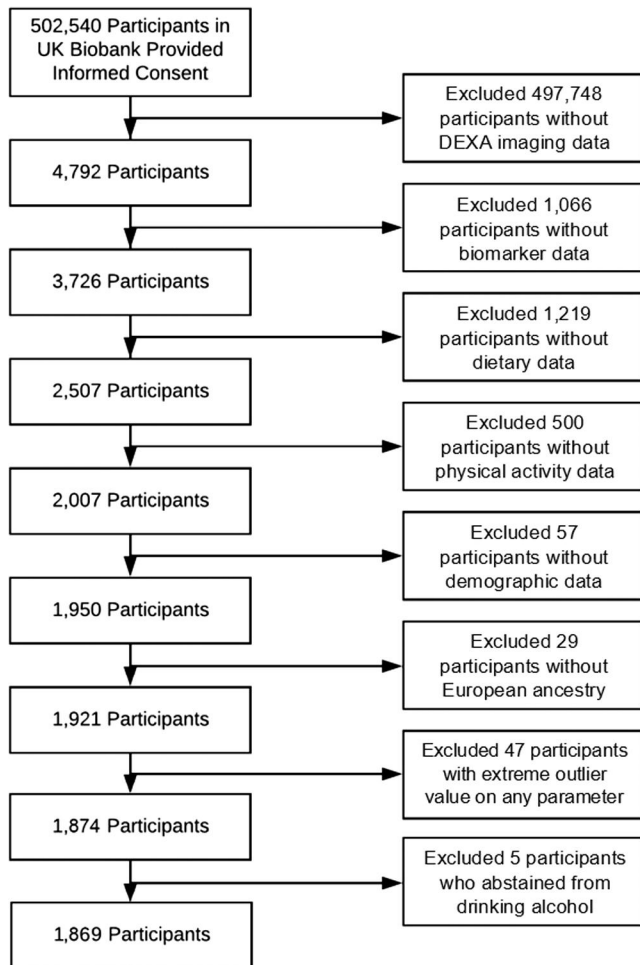 502,540 Participants in
UK Biobank Provided
Informed Consent
Excluded 497,748
participants without
DEXA imaging data
4,792 Participants
Excluded 1,066
participants without
biomarker data
3,726 Participants
Excluded 1,219
participants without
dietary data
2,507 Participants
Excluded 500
participants without
physical activity data
2,007 Participants
Excluded 57
participants without
demographic data
1,950 Participants
Excluded 29
participants without
European ancestry
1,921 Participants
Excluded 47 participants
with extreme outlier
value on any parameter
1,874 Participants
Excluded 5 participants
who abstained from
drinking alcohol
1,869 Participants